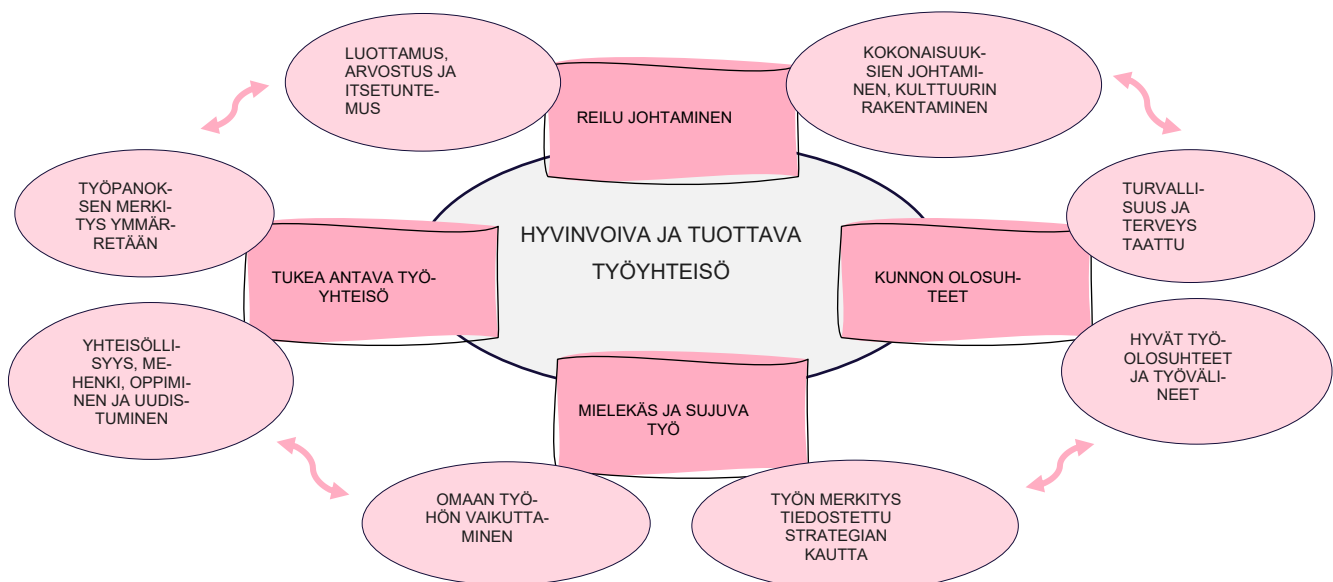 LUOTTAMUS,
ARVOSTUS JA
ITSETUNTE-
MUS
KOKONAISUUK-
SIEN JOHTAMI-
NEN, KULTTUURIN
RAKENTAMINEN
REILU JOHTAMINEN
TYÖPANOK-
SEN MERKI-
TYS YMMÄR-
RETÄÄN
TURVALLI-
SUUS JA
TERVEYS
TAATTU
HYVINVOIVA JA TUOTTAVA
TYÖYHTEISÖ
TUKEA ANTAVA TYÖ-
YHTEISÖ
KUNNON OLOSUH-
TEET
YHTEISÖLLI-
SYYS, ME-
HENKI, OPPIMI-
NEN JA UUDIS-
TUMINEN
HYVÄT TYÖ-
OLOSUHTEET
JA TYÖVÄLI-
NEET
MIELEKÄS JA SUJUVA
TYÖ
OMAAN TYÖ-
HÖN VAIKUTTA-
MINEN
TYÖN MERKITYS
TIEDOSTETTU
STRATEGIAN
KAUTTA